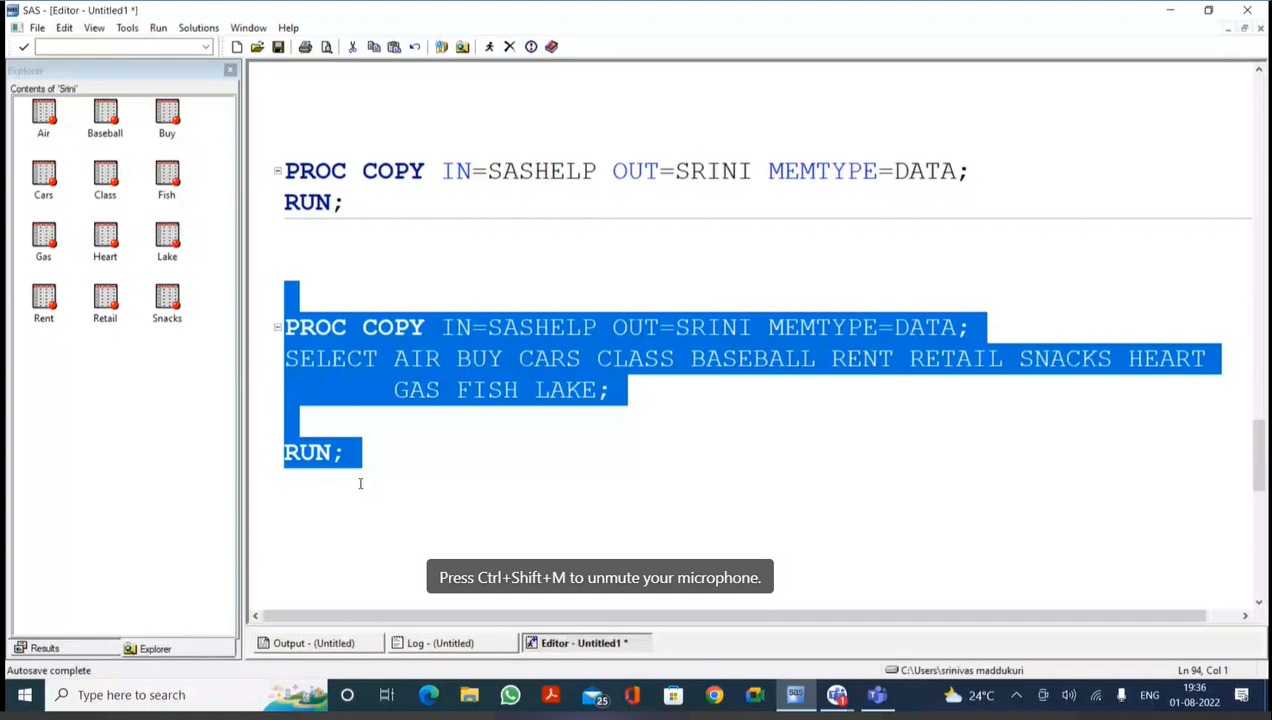 SAS - [Editor - Untitled1 *]
File Edit View Tools Run Solutions Window Help
Explorer
Contents of 'Srini'
Air Baseball Buy
Cars Class Fish
Gas Heart Lake
Rent Retail Snacks
PROC COPY IN=SASHELP OUT=SRINI MEMTYPE=DATA;
RUN;
PROC COPY IN=SASHELP OUT=SRINI MEMTYPE=DATA;
SELECT AIR BUY CARS CLASS BASEBALL RENT RETAIL SNACKS HEART
GAS FISH LAKE;
RUN;
Press Ctrl+Shift+M to unmute your microphone.
Results Explorer
Output - (Untitled) Log - (Untitled) Editor - Untitled1 *
Autosave complete C:\Users\srinivas maddukuri Ln 94, Col 1
Type here to search 25 SAS 1 24°C ENG 19:36
01-08-2022